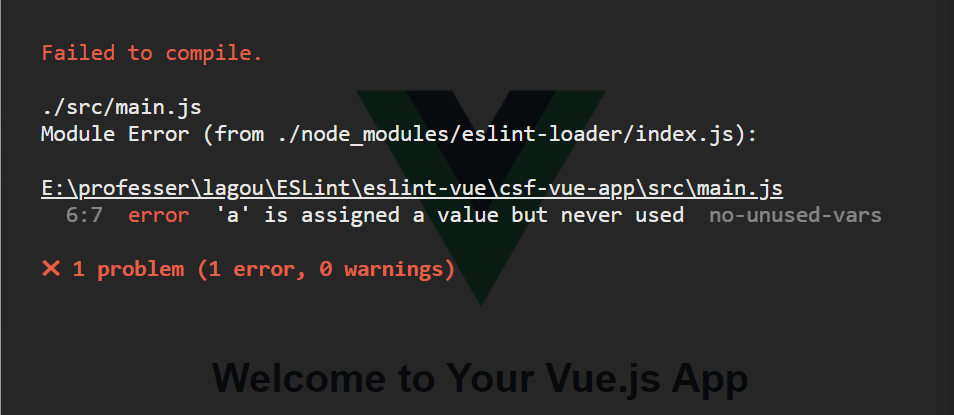 Failed to compile.
./src/main.js
Module Error (from ./node_modules/eslint-loader/index.js):
E:\professer\lagou\ESLint\eslint-vue\csf-vue-app\src\main.js
6:7  error  'a' is assigned a value but never used  no-unused-vars
✕ 1 problem (1 error, 0 warnings)
Welcome to Your Vue.js App